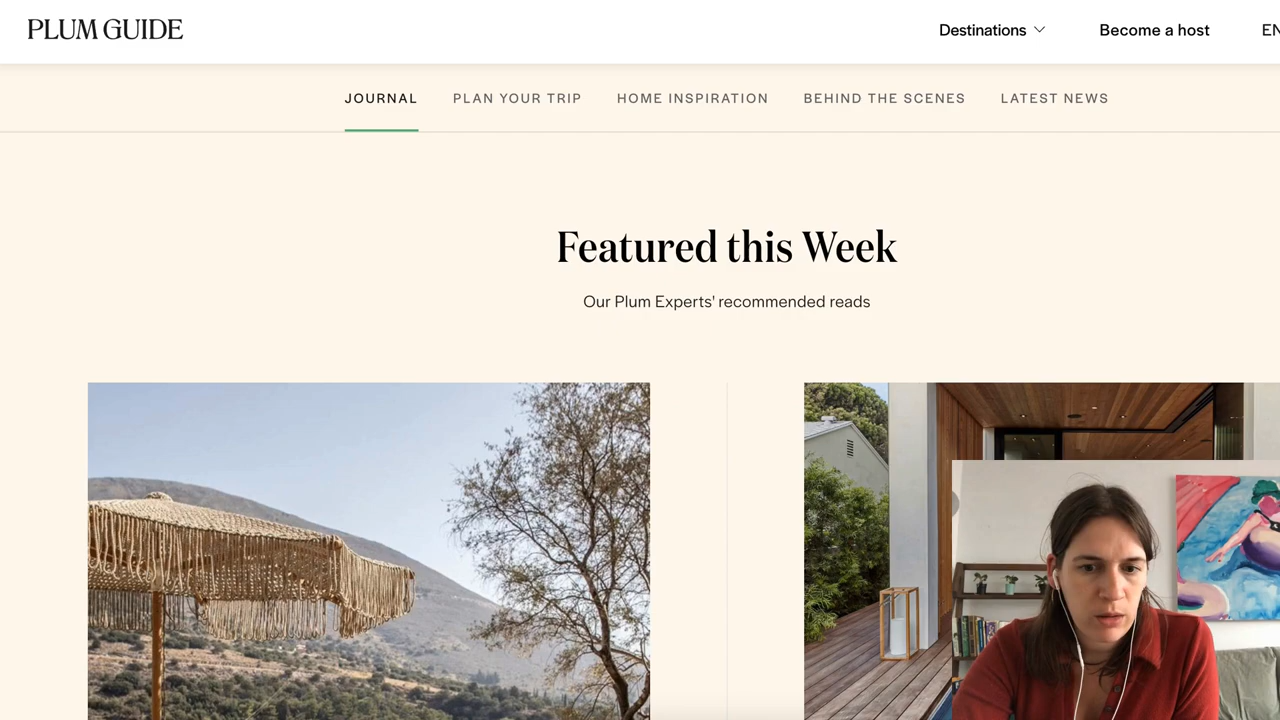 PLUM GUIDE
Destinations
Become a host
EN
JOURNAL
PLAN YOUR TRIP
HOME INSPIRATION
BEHIND THE SCENES
LATEST NEWS
Featured this Week
Our Plum Experts' recommended reads